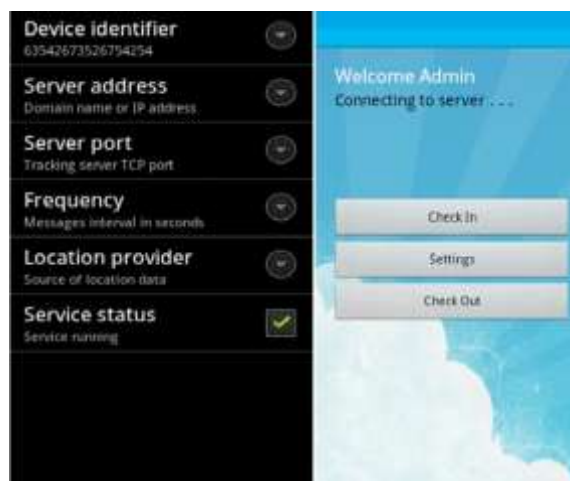 Device identifier
63542673526754254
Server address
Domain name or IP address
Server port
Tracking server TCP port
Frequency
Messages interval in seconds
Location provider
Source of location data
Service status
Service running
Welcome Admin
Connecting to server . . .
Check In
Settings
Check Out